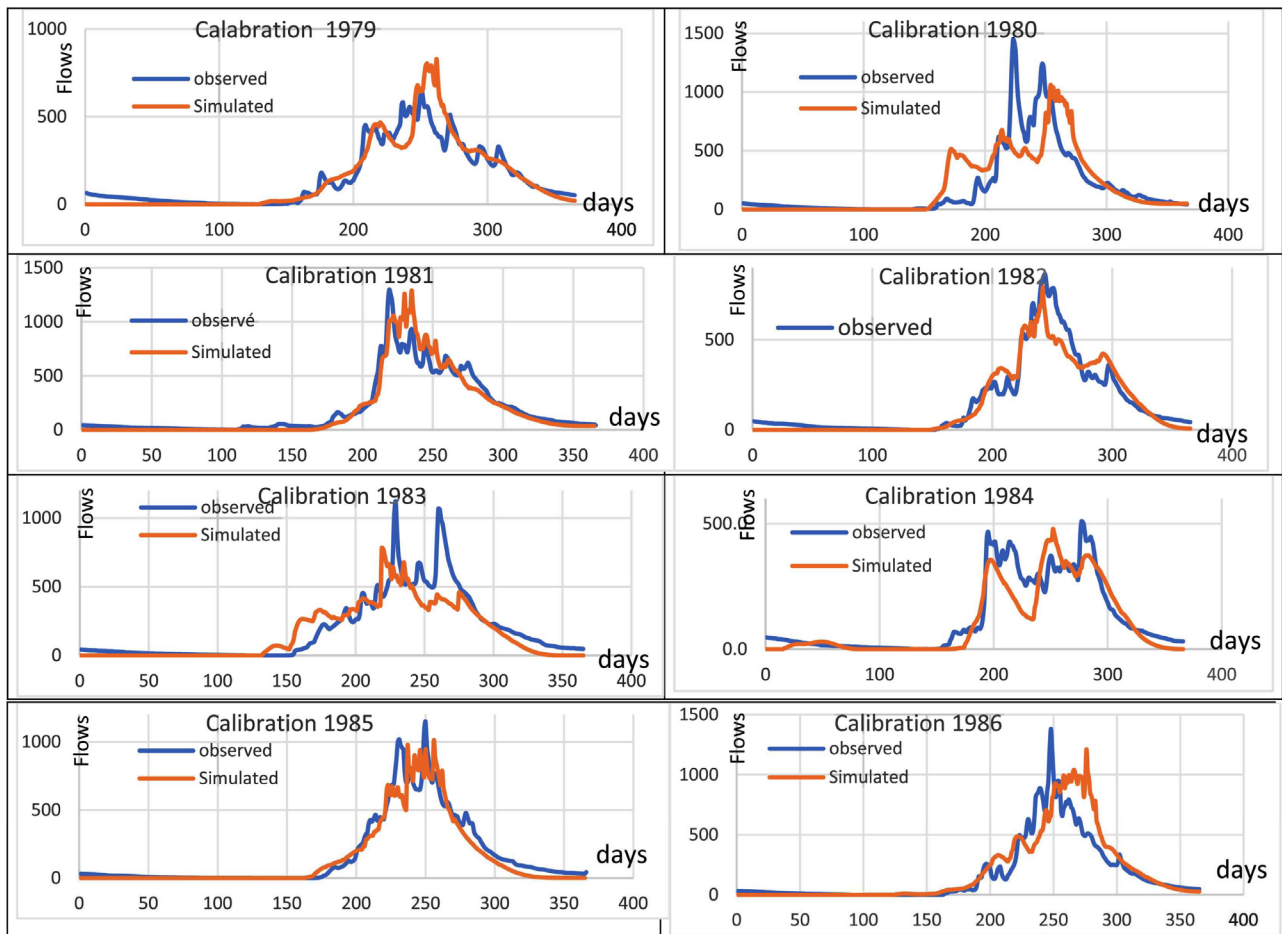 Calabration 1979
Flows
1000
500
0
observed
Simulated
0 100 200 300 400
days
Calibration 1980
Flows
1500
1000
500
0
observed
Simulated
0 100 200 300 400
days
Calibration 1981
Flows
1500
1000
500
0
observé
Simulated
0 50 100 150 200 250 300 350 400
days
Calibration 1982
Flows
500
0
observed
0 100 200 300 400
days
Calibration 1983
Flows
1000
500
0
observed
Simulated
0 50 100 150 200 250 300 350 400
days
Calibration 1984
Flows
500.0
0.0
observed
Simulated
0 100 200 300 400
days
Calibration 1985
Flows
1000
500
0
observed
Simulated
0 50 100 150 200 250 300 350 400
days
Calibration 1986
Flows
1500
1000
500
0
observed
Simulated
0 50 100 150 200 250 300 350 400
days